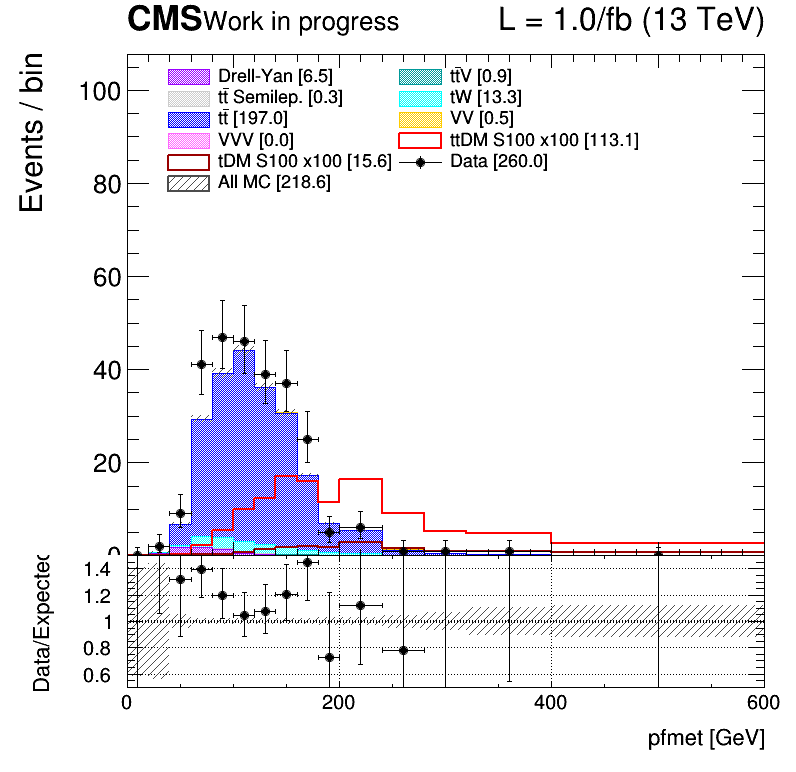 CMS Work in progress L = 1.0/fb (13 TeV)
Events / bin
100
80
60
40
20
0
Drell-Yan [6.5]
tt̄ Semilep. [0.3]
tt̄ [197.0]
VVV [0.0]
tDM S100 x100 [15.6]
All MC [218.6]
tt̄V [0.9]
tW [13.3]
VV [0.5]
ttDM S100 x100 [113.1]
Data [260.0]
Data/Expected
1.4
1.2
1
0.8
0.6
0 200 400 600
pfmet [GeV]